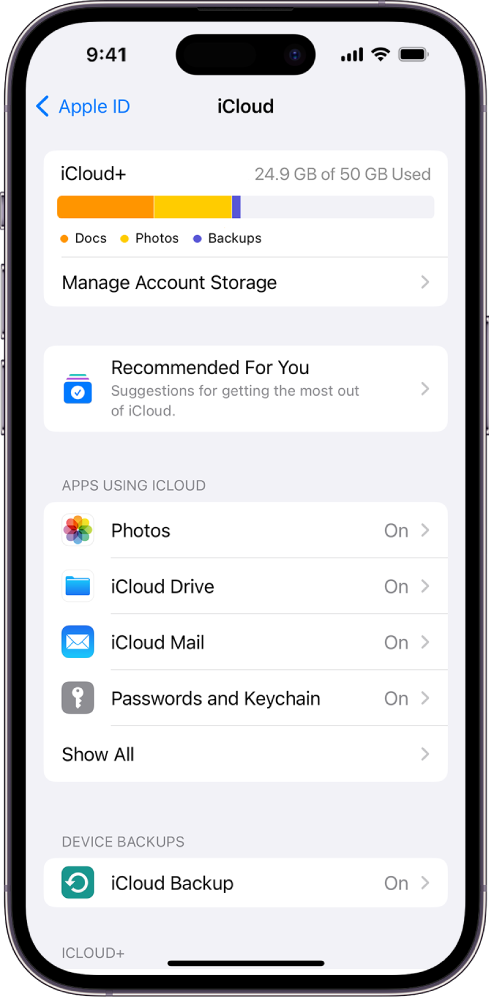 9:41
Apple ID
iCloud
iCloud+
24.9 GB of 50 GB Used
Docs
Photos
Backups
Manage Account Storage
Recommended For You
Suggestions for getting the most out
of iCloud.
APPS USING ICLOUD
Photos
On
iCloud Drive
On
iCloud Mail
On
Passwords and Keychain
On
Show All
DEVICE BACKUPS
iCloud Backup
On
ICLOUD+